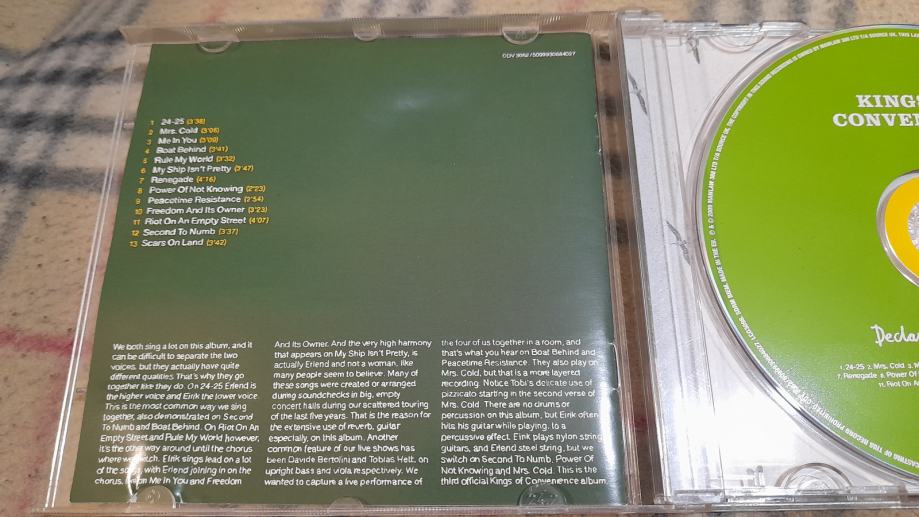 CDV 3062 / 5099930884027
1 24-25 (3'38)
2 Mrs. Cold (3'06)
3 Me In You (3'09)
4 Boat Behind (3'41)
5 Rule My World (3'32)
6 My Ship Isn't Pretty (3'47)
7 Renegade (4'16)
8 Power Of Not Knowing (2'23)
9 Peacetime Resistance (2'54)
10 Freedom And Its Owner (3'23)
11 Riot On An Empty Street (4'07)
12 Second To Numb (3'37)
13 Scars On Land (3'42)
We both sing a lot on this album, and it
can be difficult to separate the two
voices, but they actually have quite
different qualities. That's why they go
together like they do. On 24-25 Erlend is
the higher voice and Eirik the lower voice.
This is the most common way we sing
together, also demonstrated on Second
To Numb and Boat Behind. On Riot On An
Empty Street and Rule My World however,
it's the other way around until the chorus
where we switch. Eirik sings lead on a lot
of the songs, with Erlend joining in on the
chorus, like on Me In You and Freedom
And Its Owner. And the very high harmony
that appears on My Ship Isn't Pretty, is
actually Erlend and not a woman, like
many people seem to believe. Many of
these songs were created or arranged
during soundchecks in big, empty
concert halls during our scattered touring
of the last five years. That is the reason for
the extensive use of reverb, guitar
especially, on this album. Another
common feature of our live shows has
been Davide Bertolini and Tobias Hett, on
upright bass and viola respectively. We
wanted to capture a live performance of
the four of us together in a room, and
that's what you hear on Boat Behind and
Peacetime Resistance. They also play on
Mrs. Cold, but that is a more layered
recording. Notice Tobi's delicate use of
pizzicato starting in the second verse of
Mrs. Cold. There are no drums or
percussion on this album, but Eirik often
hits his guitar while playing, to a
percussive effect. Eirik plays nylon string
guitars, and Erlend steel string, but we
switch on Second To Numb, Power Of
Not Knowing and Mrs. Cold. This is the
third official Kings of Convenience album.
KINGS
CONVEN
Declar
1. 24-25 2. Mrs. Cold 3. M
7. Renegade 8. Power Of
11. Riot On An